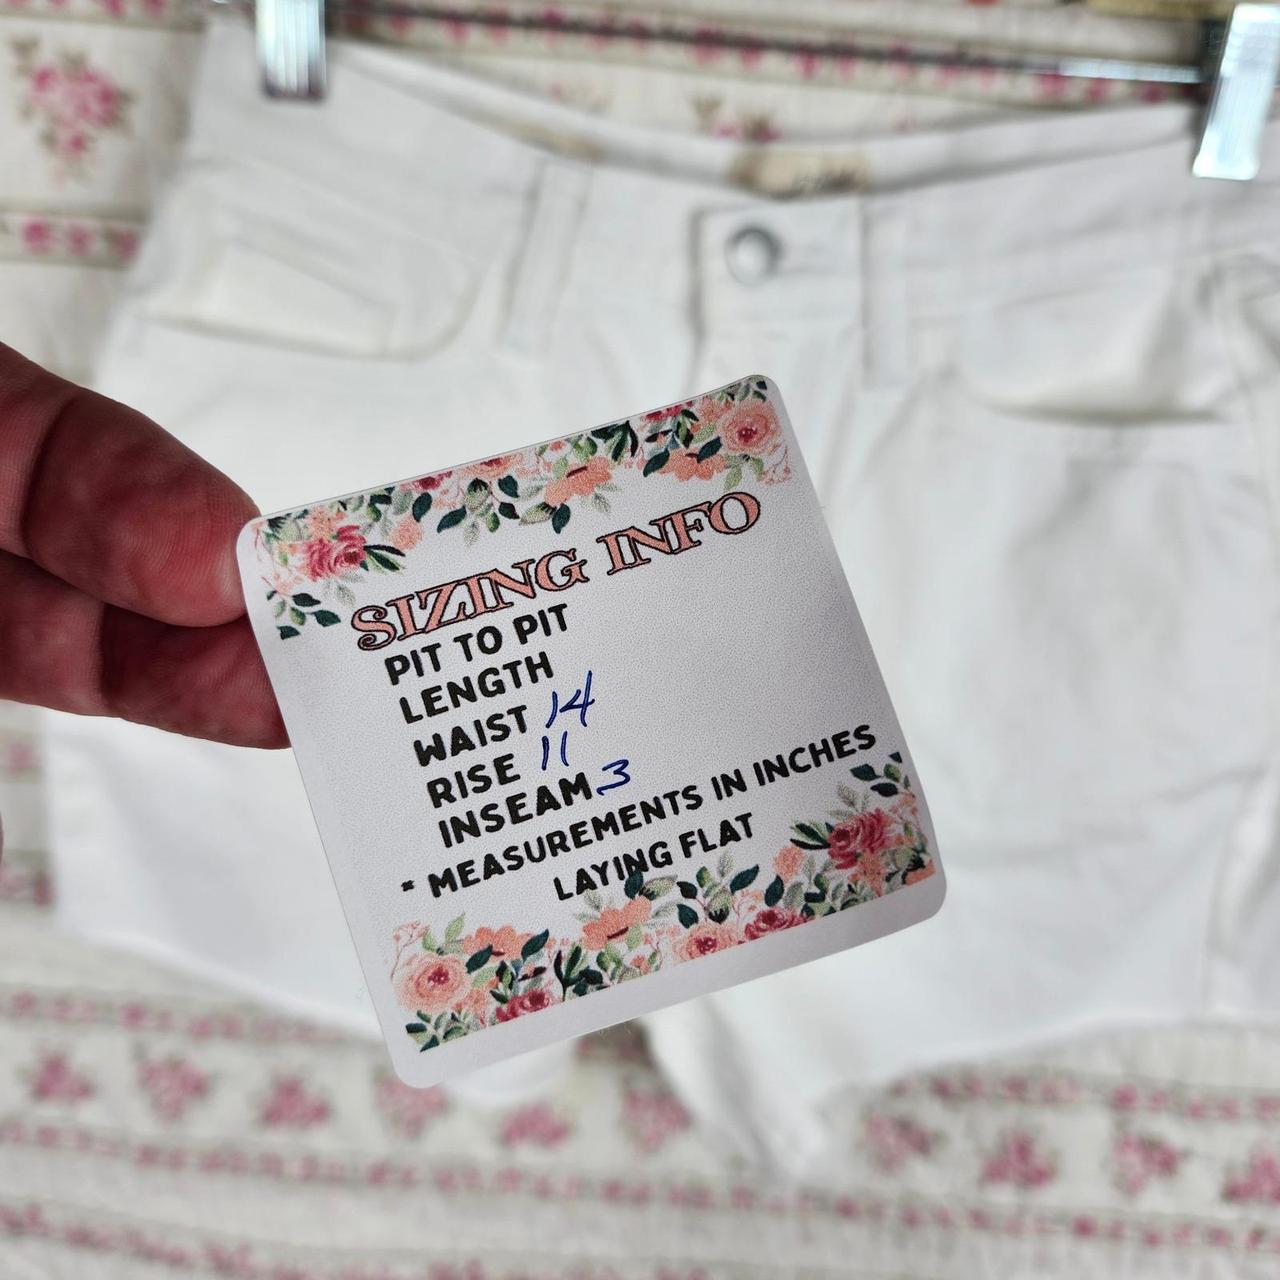 SIZING INFO
PIT TO PIT
LENGTH
WAIST 14
RISE 11
INSEAM 3
* MEASUREMENTS IN INCHES
LAYING FLAT